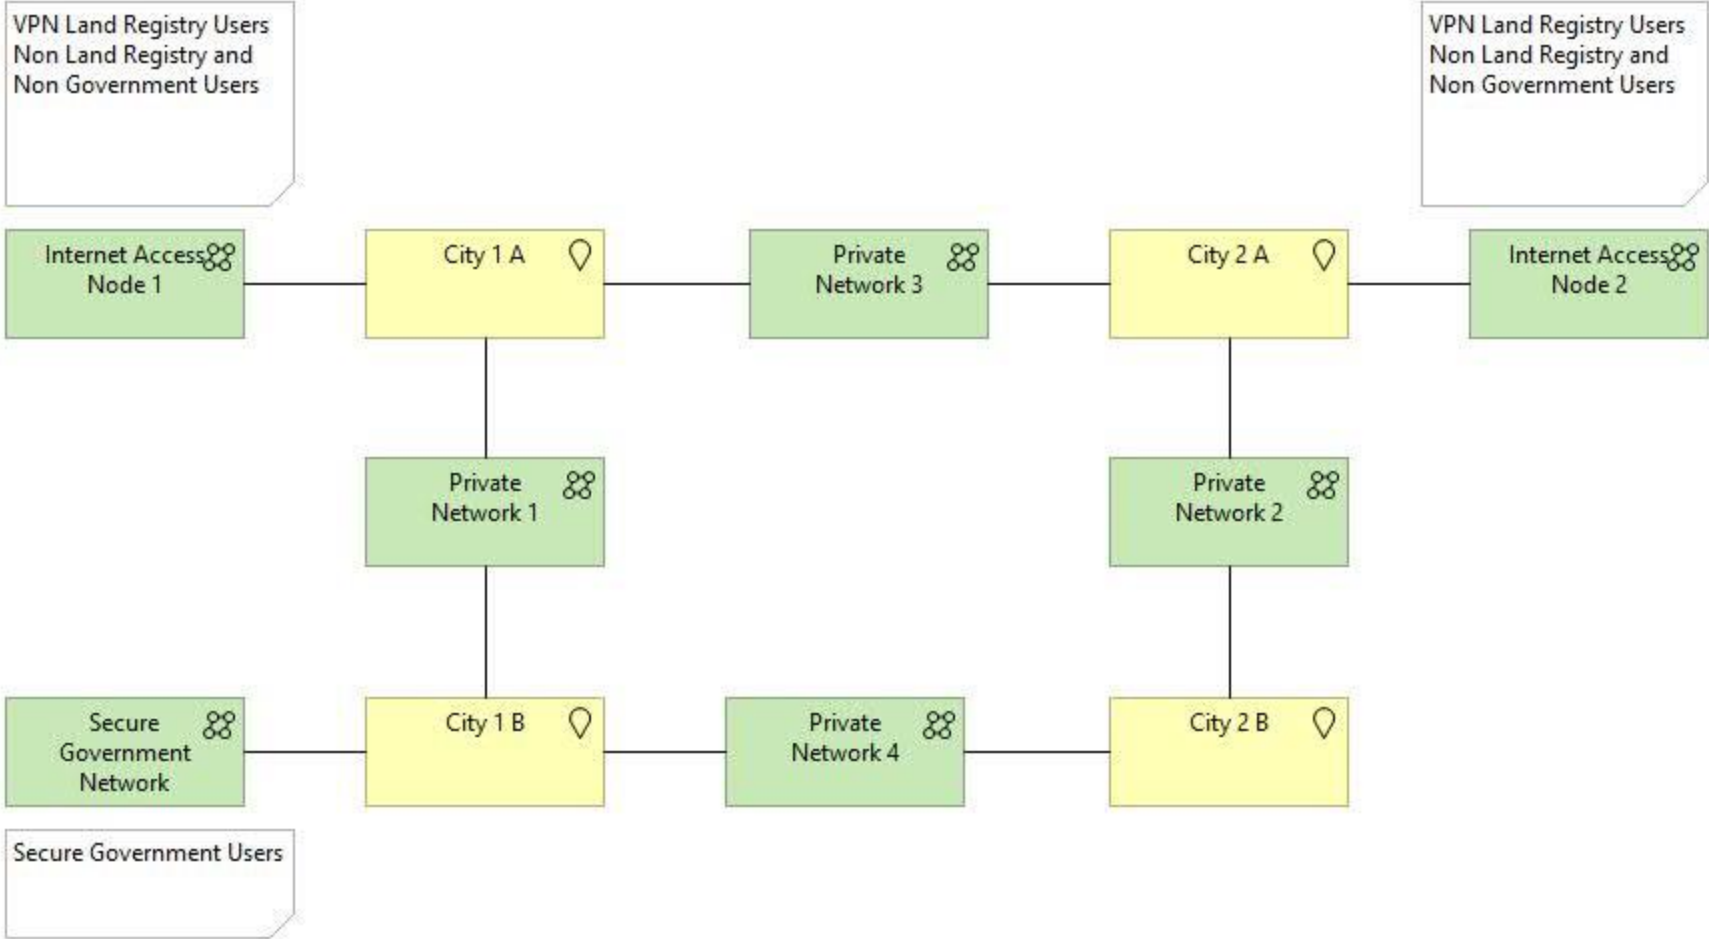 VPN Land Registry Users
Non Land Registry and
Non Government Users
VPN Land Registry Users
Non Land Registry and
Non Government Users
Internet Access
Node 1
City 1 A
Private
Network 3
City 2 A
Internet Access
Node 2
Private
Network 1
Private
Network 2
Secure
Government
Network
City 1 B
Private
Network 4
City 2 B
Secure Government Users